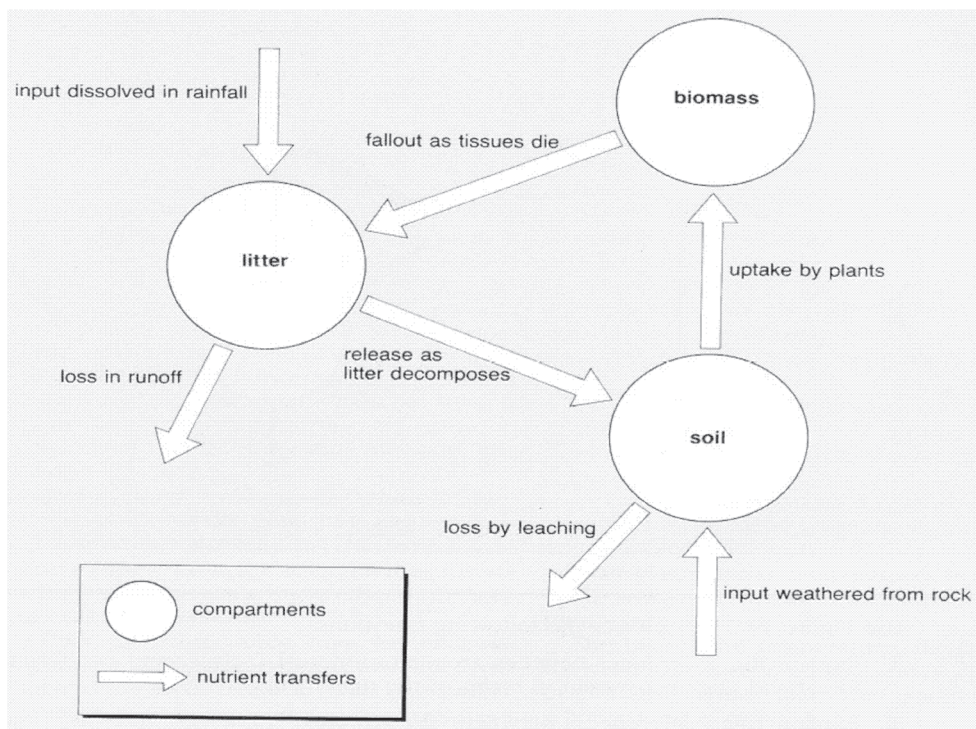 input dissolved in rainfall
biomass
fallout as tissues die
litter
uptake by plants
release as
litter decomposes
loss in runoff
soil
loss by leaching
input weathered from rock
compartments
nutrient transfers